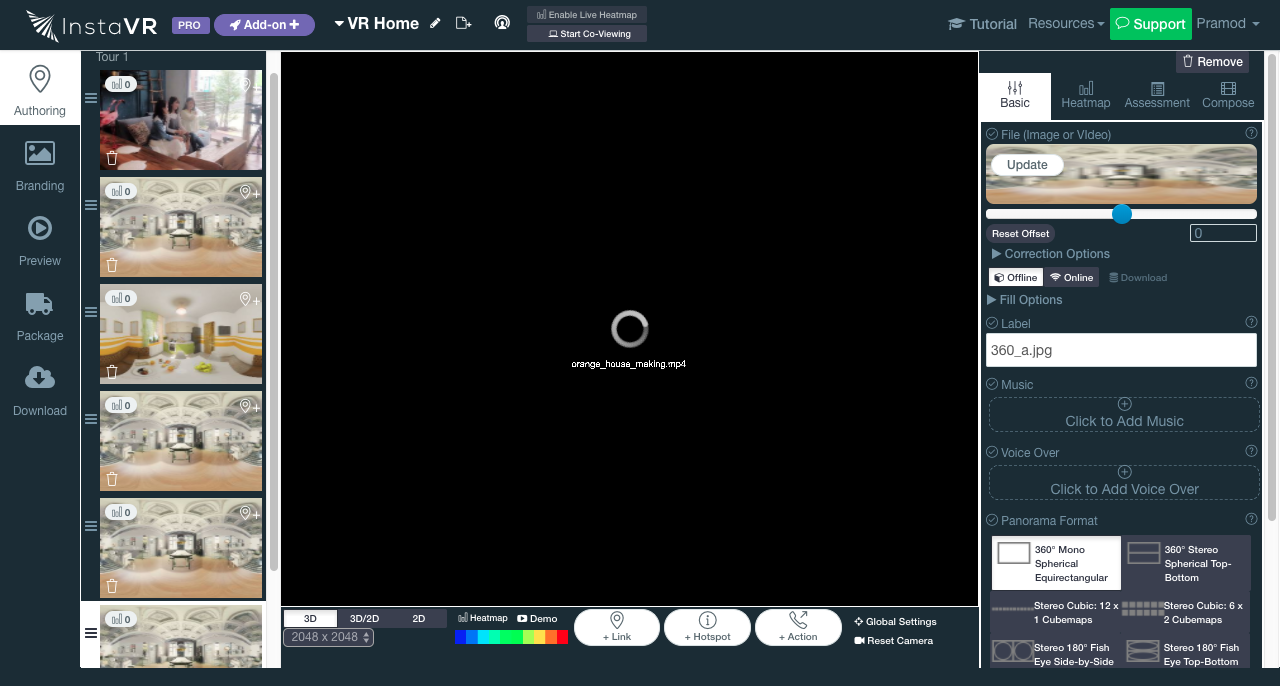 InstaVR
PRO
Add-on
VR Home
Enable Live Heatmap
Start Co-Viewing
Tutorial
Resources
Support
Pramod
Authoring
Branding
Preview
Package
Download
Tour 1
0
0
0
0
0
0
orange_house_making.mp4
3D
3D/2D
2D
2048 x 2048
Heatmap
Demo
+ Link
+ Hotspot
+ Action
Global Settings
Reset Camera
Remove
Basic
Heatmap
Assessment
Compose
File (Image or VIdeo)
Update
Reset Offset
0
Correction Options
Offline
Online
Download
Fill Options
Label
360_a.jpg
Music
Click to Add Music
Voice Over
Click to Add Voice Over
Panorama Format
360° Mono
Spherical
Equirectangular
360° Stereo
Spherical Top-
Bottom
Stereo Cubic: 12 x
1 Cubemaps
Stereo Cubic: 6 x
2 Cubemaps
Stereo 180° Fish
Eye Side-by-Side
Stereo 180° Fish
Eye Top-Bottom